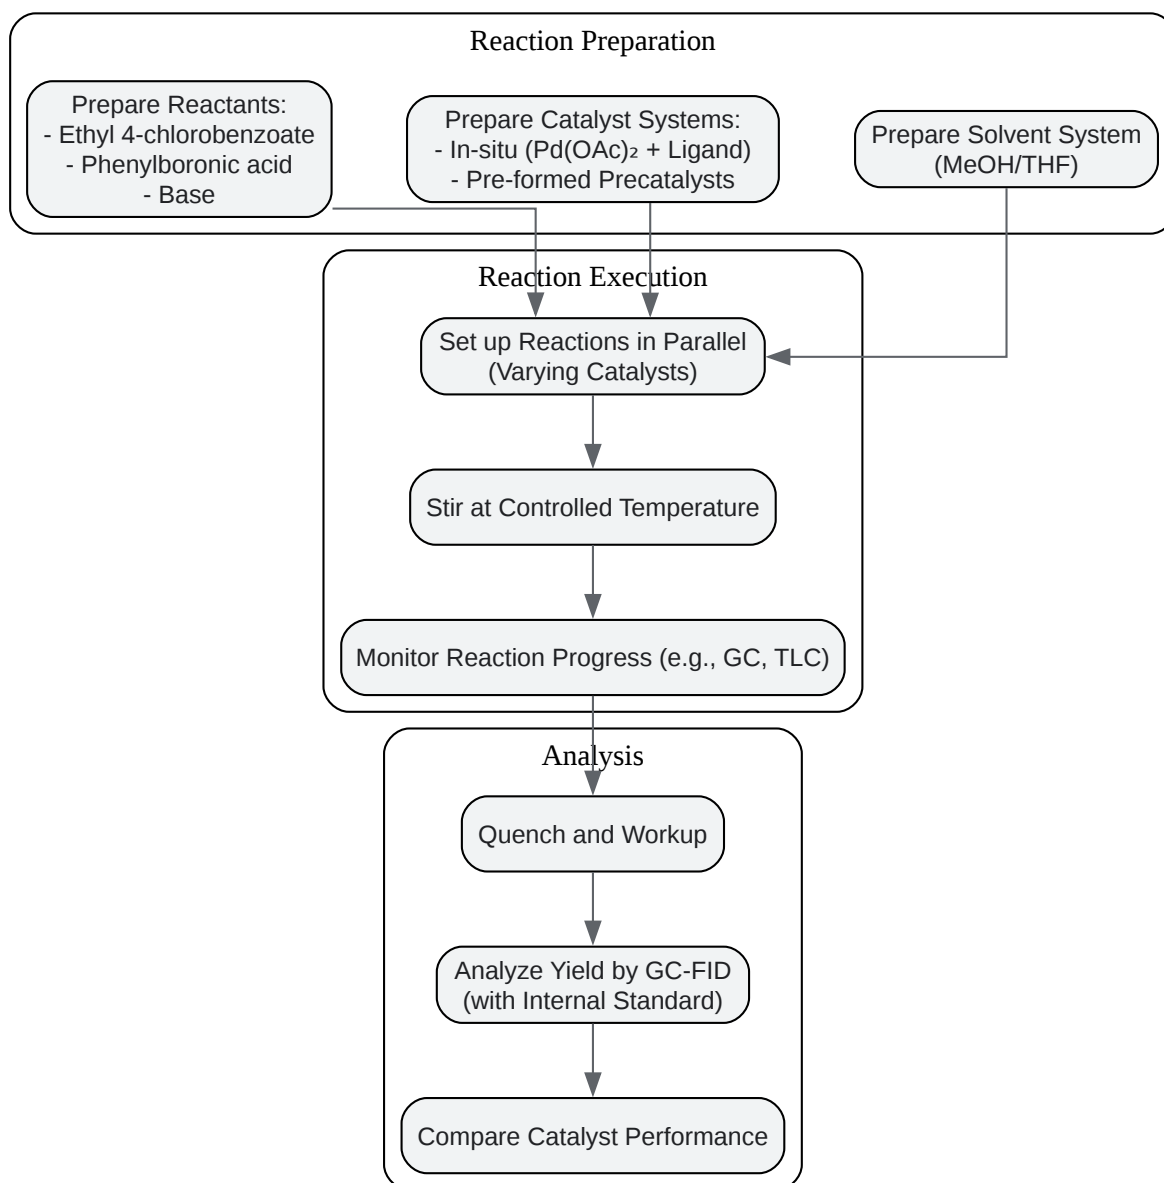 Reaction Preparation
Prepare Reactants:
- Ethyl 4-chlorobenzoate
- Phenylboronic acid
- Base
Prepare Catalyst Systems:
- In-situ (Pd(OAc)₂ + Ligand)
- Pre-formed Precatalysts
Prepare Solvent System
(MeOH/THF)
Reaction Execution
Set up Reactions in Parallel
(Varying Catalysts)
Stir at Controlled Temperature
Monitor Reaction Progress (e.g., GC, TLC)
Analysis
Quench and Workup
Analyze Yield by GC-FID
(with Internal Standard)
Compare Catalyst Performance